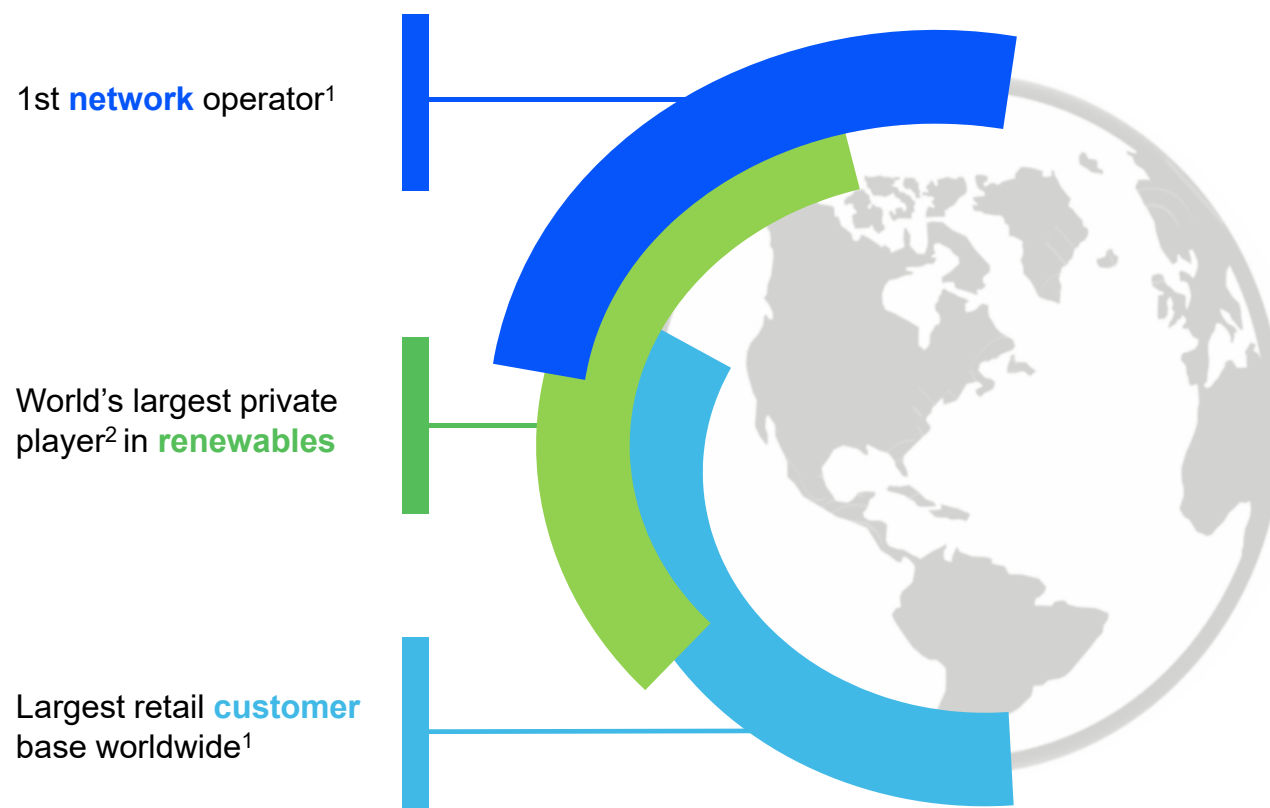 1st network operator¹
World’s largest private
player² in renewables
Largest retail customer
base worldwide¹